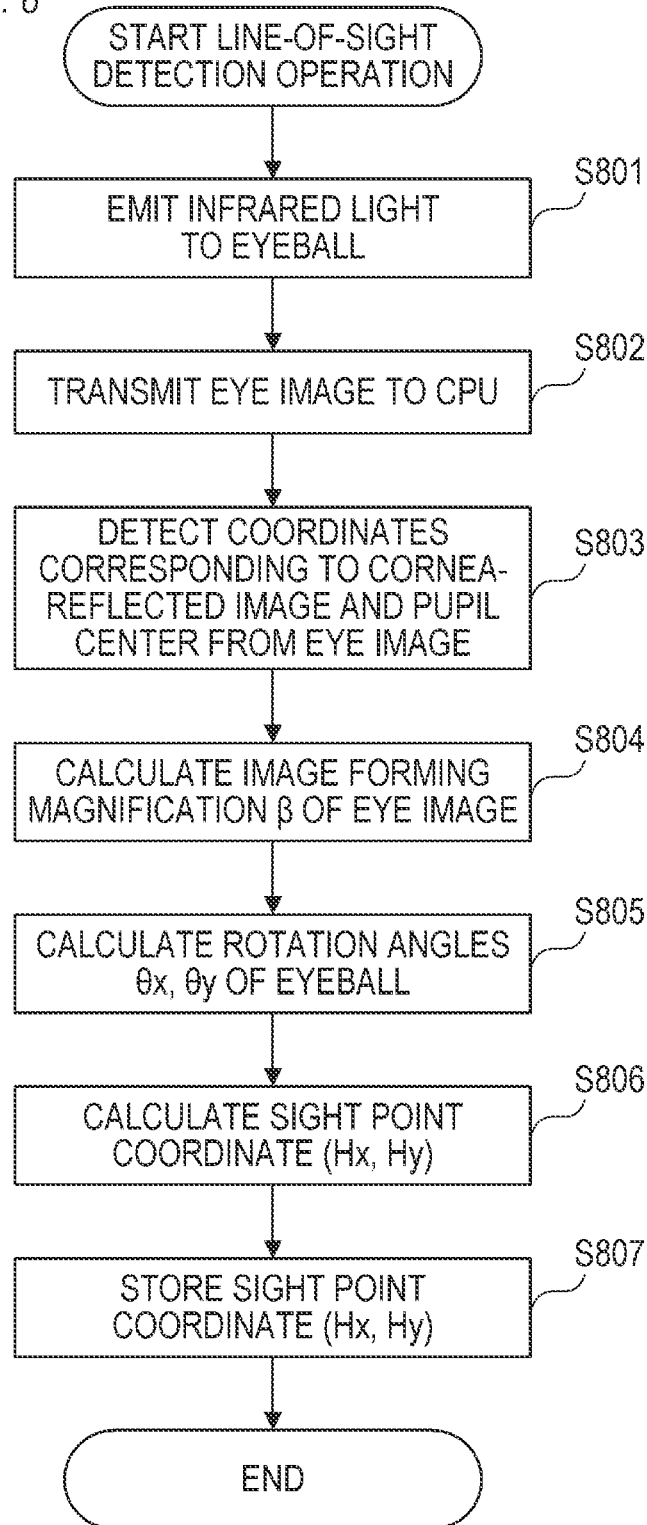 . 8
START LINE-OF-SIGHT
DETECTION OPERATION
S801
EMIT INFRARED LIGHT
TO EYEBALL
S802
TRANSMIT EYE IMAGE TO CPU
S803
DETECT COORDINATES
CORRESPONDING TO CORNEA-
REFLECTED IMAGE AND PUPIL
CENTER FROM EYE IMAGE
S804
CALCULATE IMAGE FORMING
MAGNIFICATION β OF EYE IMAGE
S805
CALCULATE ROTATION ANGLES
θx, θy OF EYEBALL
S806
CALCULATE SIGHT POINT
COORDINATE (Hx, Hy)
S807
STORE SIGHT POINT
COORDINATE (Hx, Hy)
END